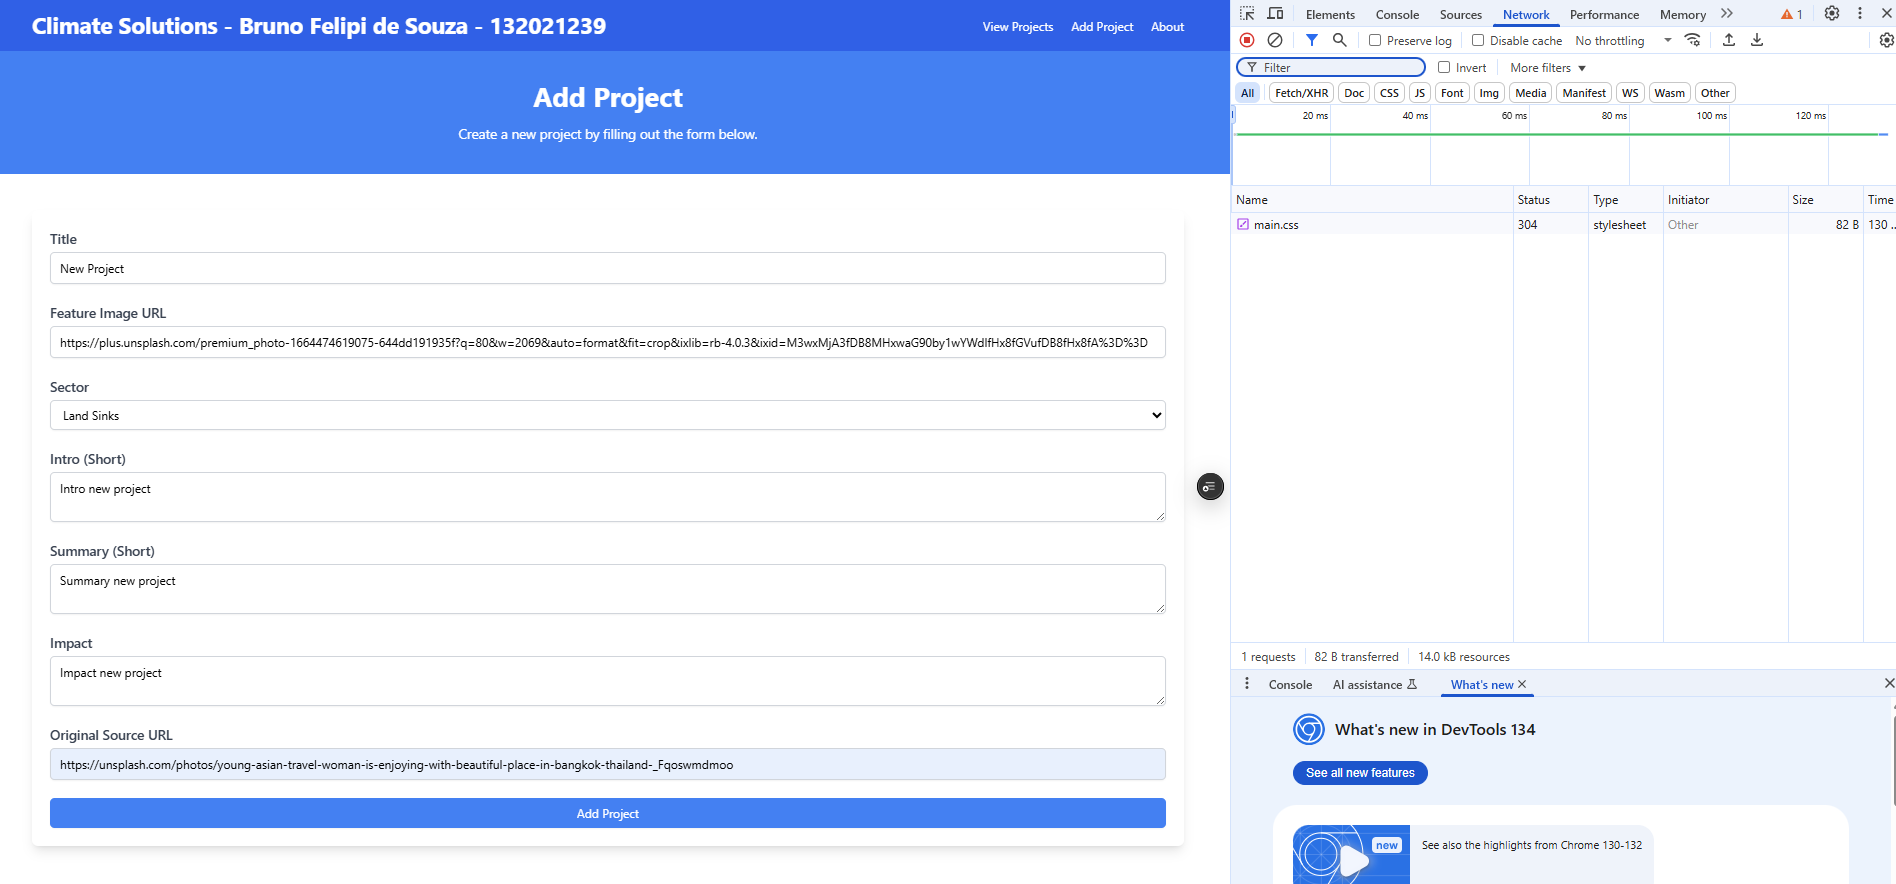 Climate Solutions - Bruno Felipi de Souza - 132021239
View Projects Add Project About
Add Project
Create a new project by filling out the form below.
Title
New Project
Feature Image URL
https://plus.unsplash.com/premium_photo-1664474619075-644dd191935f?q=80&w=2069&auto=format&fit=crop&ixlib=rb-4.0.3&ixid=M3wxMjA3fDB8MHxwaG90by1wYWdlfHx8fGVufDB8fHx8fA%3D%3D
Sector
Land Sinks
Intro (Short)
Intro new project
Summary (Short)
Summary new project
Impact
Impact new project
Original Source URL
https://unsplash.com/photos/young-asian-travel-woman-is-enjoying-with-beautiful-place-in-bangkok-thailand-_Fqoswmdmoo
Add Project
Elements Console Sources Network Performance Memory 1
Preserve log Disable cache No throttling
Filter Invert More filters
All Fetch/XHR Doc CSS JS Font Img Media Manifest WS Wasm Other
20 ms 40 ms 60 ms 80 ms 100 ms 120 ms
Name Status Type Initiator Size Time
main.css 304 stylesheet Other 82 B 130 ..
1 requests 82 B transferred 14.0 kB resources
Console AI assistance What's new
What's new in DevTools 134
See all new features
new
See also the highlights from Chrome 130-132